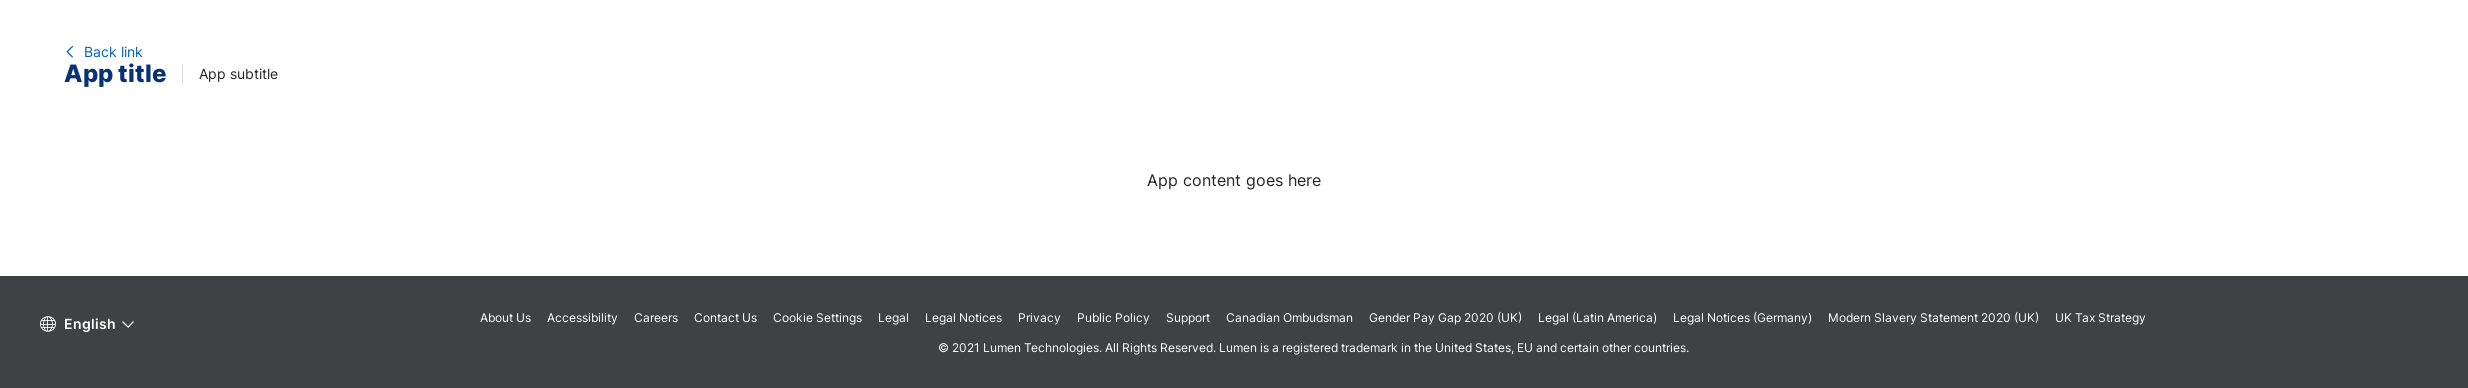 Back link
App title App subtitle
App content goes here
English
About Us Accessibility Careers Contact Us Cookie Settings Legal Legal Notices Privacy Public Policy Support Canadian Ombudsman Gender Pay Gap 2020 (UK) Legal (Latin America) Legal Notices (Germany) Modern Slavery Statement 2020 (UK) UK Tax Strategy
© 2021 Lumen Technologies. All Rights Reserved. Lumen is a registered trademark in the United States, EU and certain other countries.